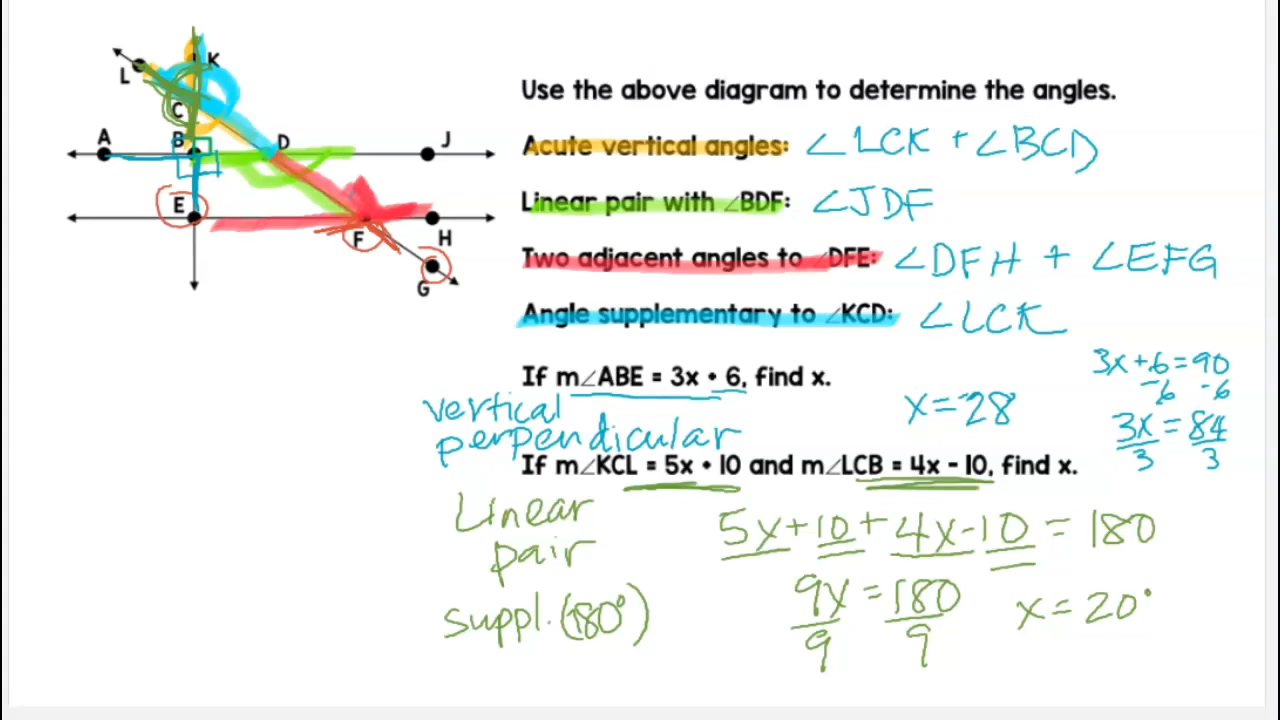 K
L
C
A
B
D
J
E
F
H
G
Use the above diagram to determine the angles.
Acute vertical angles: ∠LCK + ∠BCD
Linear pair with ∠BDF: ∠JDF
Two adjacent angles to ∠DFE: ∠DFH + ∠EFG
Angle supplementary to ∠KCD: ∠LCK
If m∠ABE = 3x + 6, find x.
3x + 6 = 90
-6 -6
vertical
perpendicular
x = 28
3x = 84
3 3
If m∠KCL = 5x + 10 and m∠LCB = 4x - 10, find x.
Linear
pair
suppl. (180°)
5x + 10 + 4x - 10 = 180
9x = 180
9 9
x = 20°